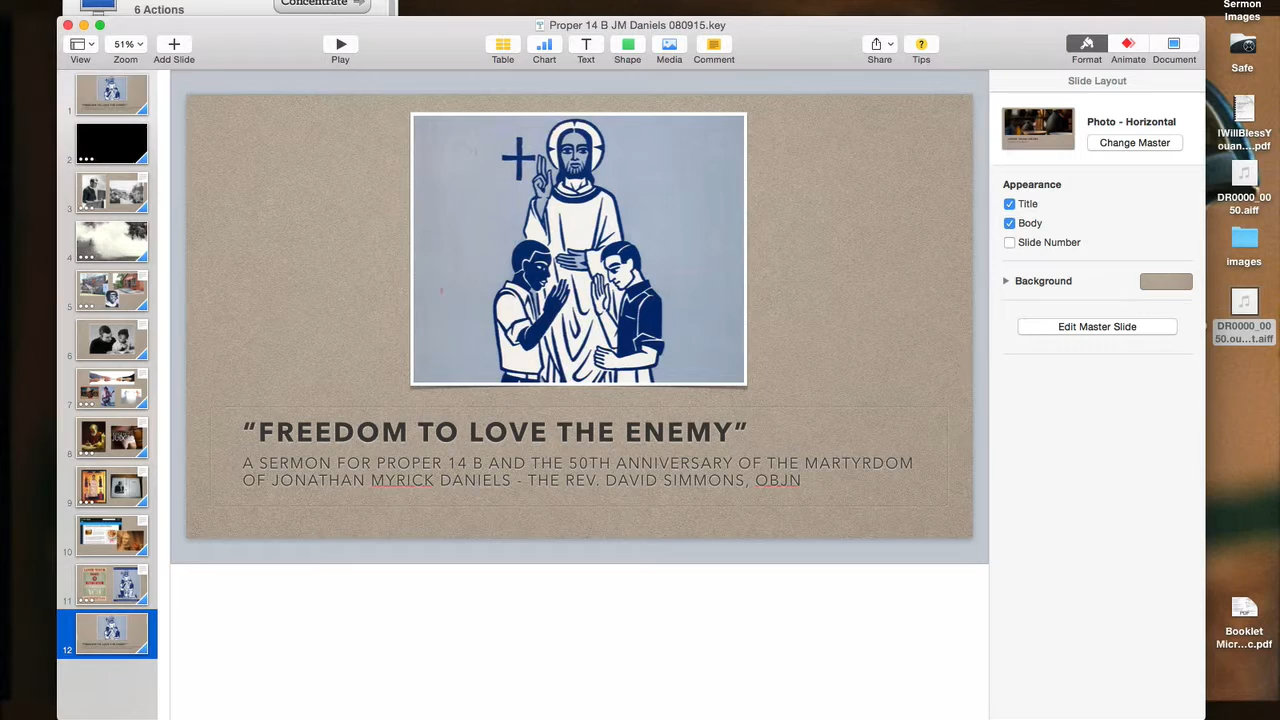 6 Actions
Concentrate
Proper 14 B JM Daniels 080915.key
51%
View
Zoom
Add Slide
Play
Table
Chart
Text
Shape
Media
Comment
Share
Tips
Format
Animate
Document
1
2
3
4
5
6
7
8
9
10
11
12
“FREEDOM TO LOVE THE ENEMY”
A SERMON FOR PROPER 14 B AND THE 50TH ANNIVERSARY OF THE MARTYRDOM
OF JONATHAN MYRICK DANIELS - THE REV. DAVID SIMMONS, OBJN
Slide Layout
Photo - Horizontal
Change Master
Appearance
Title
Body
Slide Number
Background
Edit Master Slide
Sermon
Images
Safe
IWillBlessY
ouan....pdf
DR0000_00
50.aiff
images
DR0000_00
50.ou...t.aiff
PDF
Booklet
Micr...c.pdf